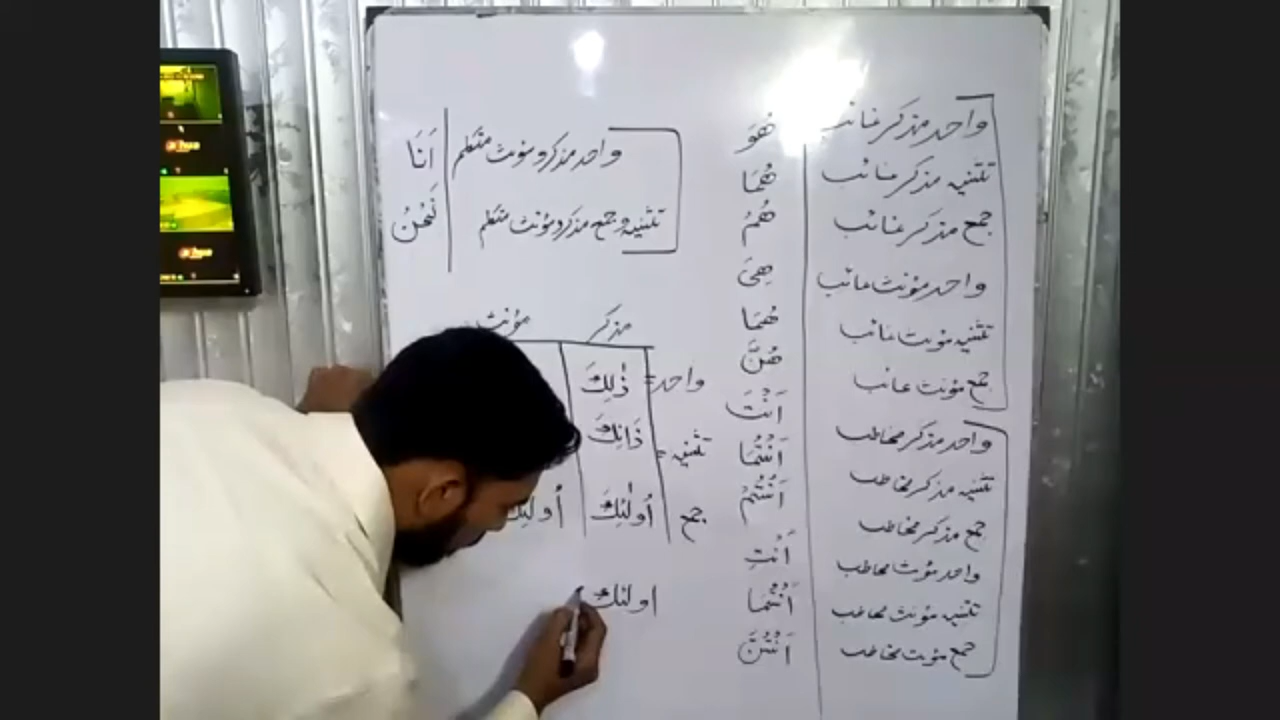 واحد مذکر غائب هُوَ
تثنیہ مذکر غائب هُمَا
جمع مذکر غائب هُمْ
واحد مؤنث غائب هِيَ
تثنیہ مؤنث غائب هُمَا
جمع مؤنث غائب هُنَّ
واحد مذکر مخاطب اَنْتَ
تثنیہ مذکر مخاطب اَنْتُمَا
جمع مذکر مخاطب اَنْتُمْ
واحد مؤنث مخاطب اَنْتِ
تثنیہ مؤنث مخاطب اَنْتُمَا
جمع مؤنث مخاطب اَنْتُنَّ
واحد مذکر و مؤنث متکلم اَنَا
تثنیہ و جمع مذکر و مؤنث متکلم نَحْنُ
مذکر مؤنث
واحد = ذٰلِكَ
تثنیہ = ذَانِكَ
جمع اُولٰئِكَ اُولٰئِكَ
اولئك